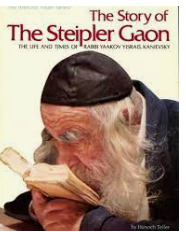 The Story of
The Steipler Gaon
THE LIFE AND TIMES OF RABBI YAAKOV YISRAEL KANIEVSKY
by Hanoch Teller